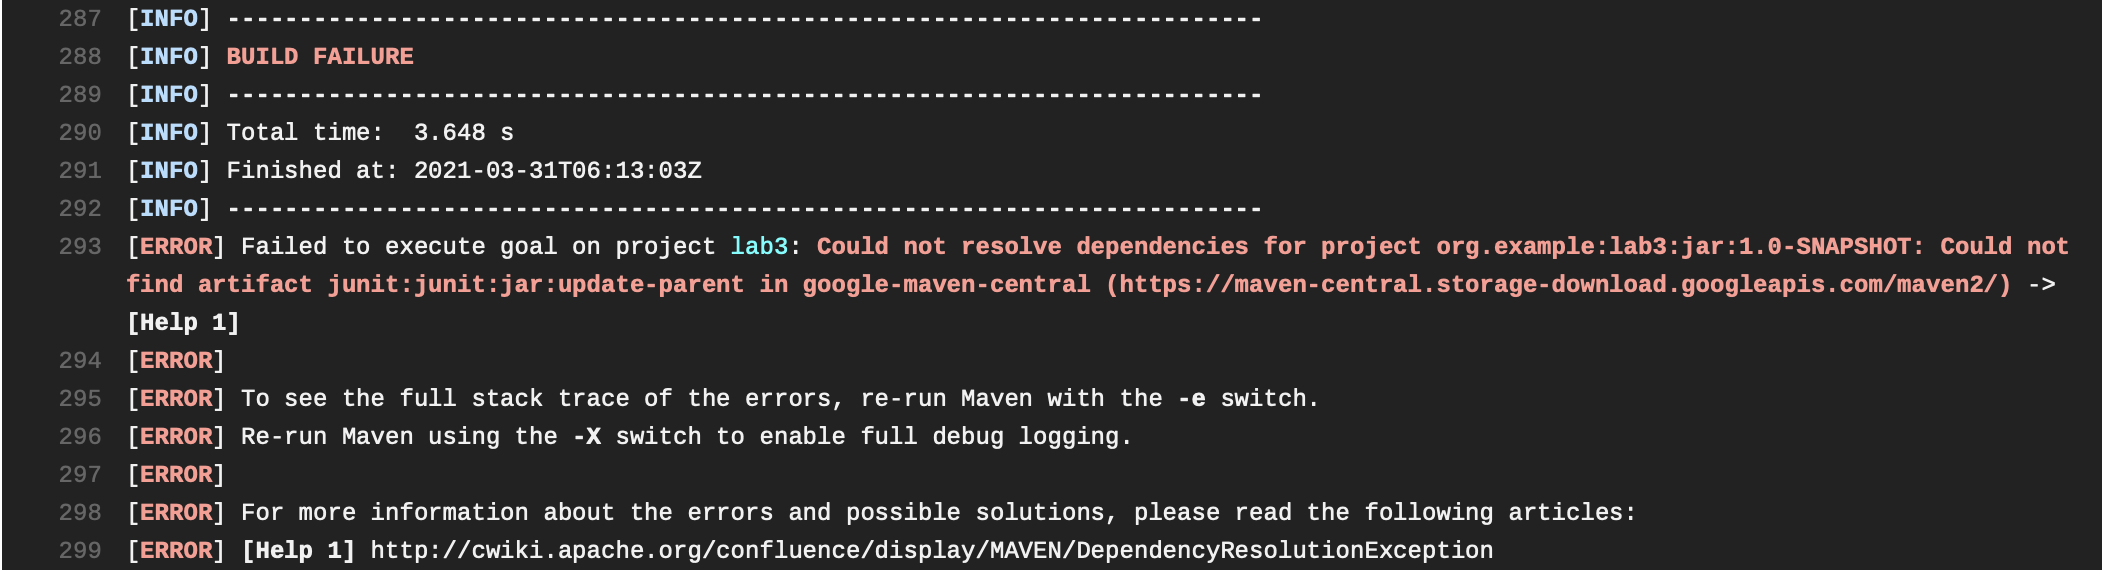 287 [INFO] ------------------------------------------------------------------------
288 [INFO] BUILD FAILURE
289 [INFO] ------------------------------------------------------------------------
290 [INFO] Total time:  3.648 s
291 [INFO] Finished at: 2021-03-31T06:13:03Z
292 [INFO] ------------------------------------------------------------------------
293 [ERROR] Failed to execute goal on project lab3: Could not resolve dependencies for project org.example:lab3:jar:1.0-SNAPSHOT: Could not
find artifact junit:junit:jar:update-parent in google-maven-central (https://maven-central.storage-download.googleapis.com/maven2/) ->
[Help 1]
294 [ERROR]
295 [ERROR] To see the full stack trace of the errors, re-run Maven with the -e switch.
296 [ERROR] Re-run Maven using the -X switch to enable full debug logging.
297 [ERROR]
298 [ERROR] For more information about the errors and possible solutions, please read the following articles:
299 [ERROR] [Help 1] http://cwiki.apache.org/confluence/display/MAVEN/DependencyResolutionException